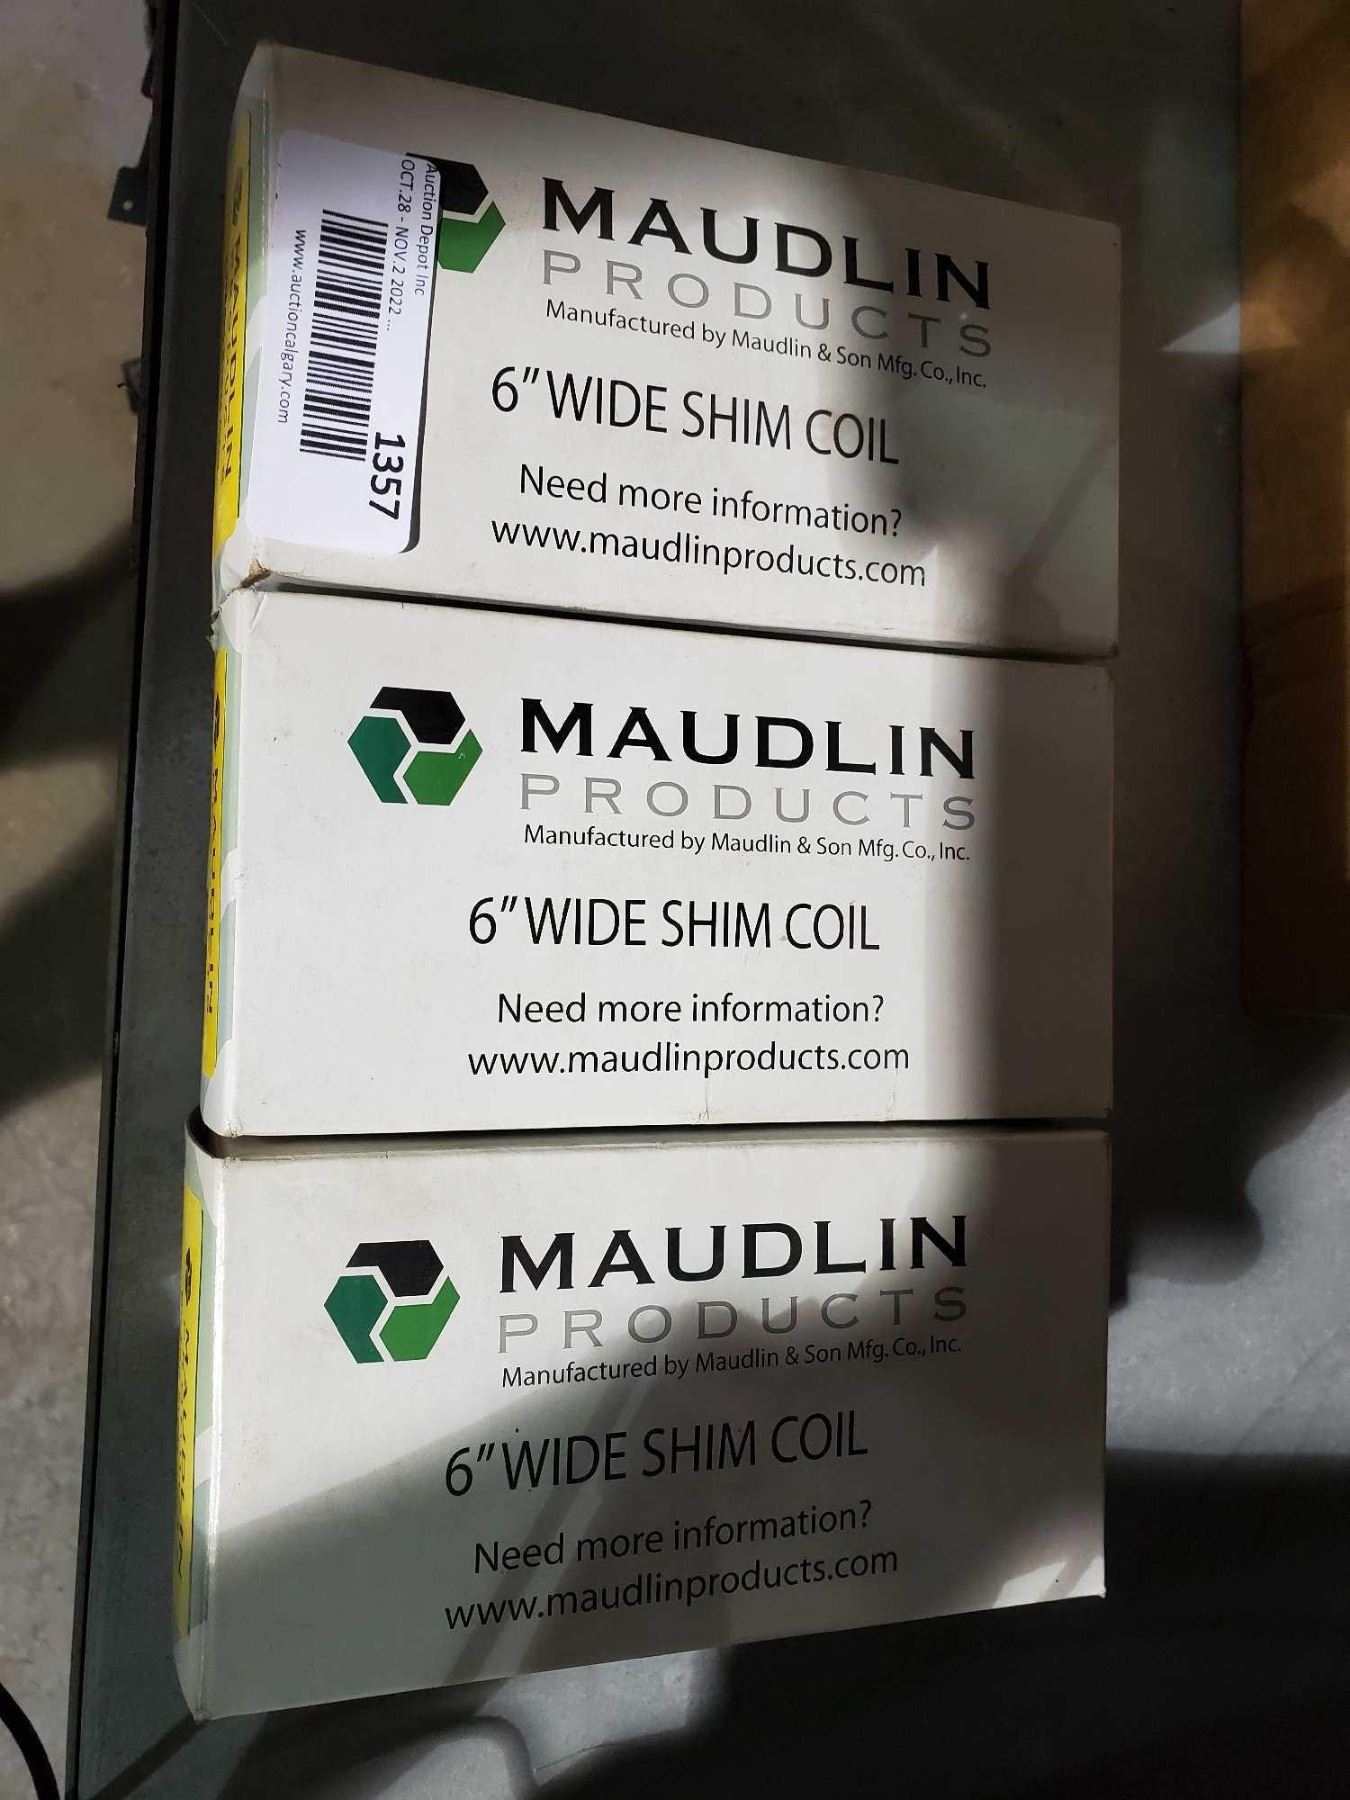 Auction Depot Inc
OCT.28 - NOV.2 2022 ...
1357
www.auctioncalgary.com
MAUDLIN
PRODUCTS
Manufactured by Maudlin & Son Mfg. Co., Inc.
6" WIDE SHIM COIL
Need more information?
www.maudlinproducts.com
MAUDLIN
MAUDLIN
PRODUCTS
Manufactured by Maudlin & Son Mfg. Co., Inc.
6" WIDE SHIM COIL
Need more information?
www.maudlinproducts.com
MAUDLIN
MAUDLIN
PRODUCTS
Manufactured by Maudlin & Son Mfg. Co., Inc.
6" WIDE SHIM COIL
Need more information?
www.maudlinproducts.com
MAUDLIN